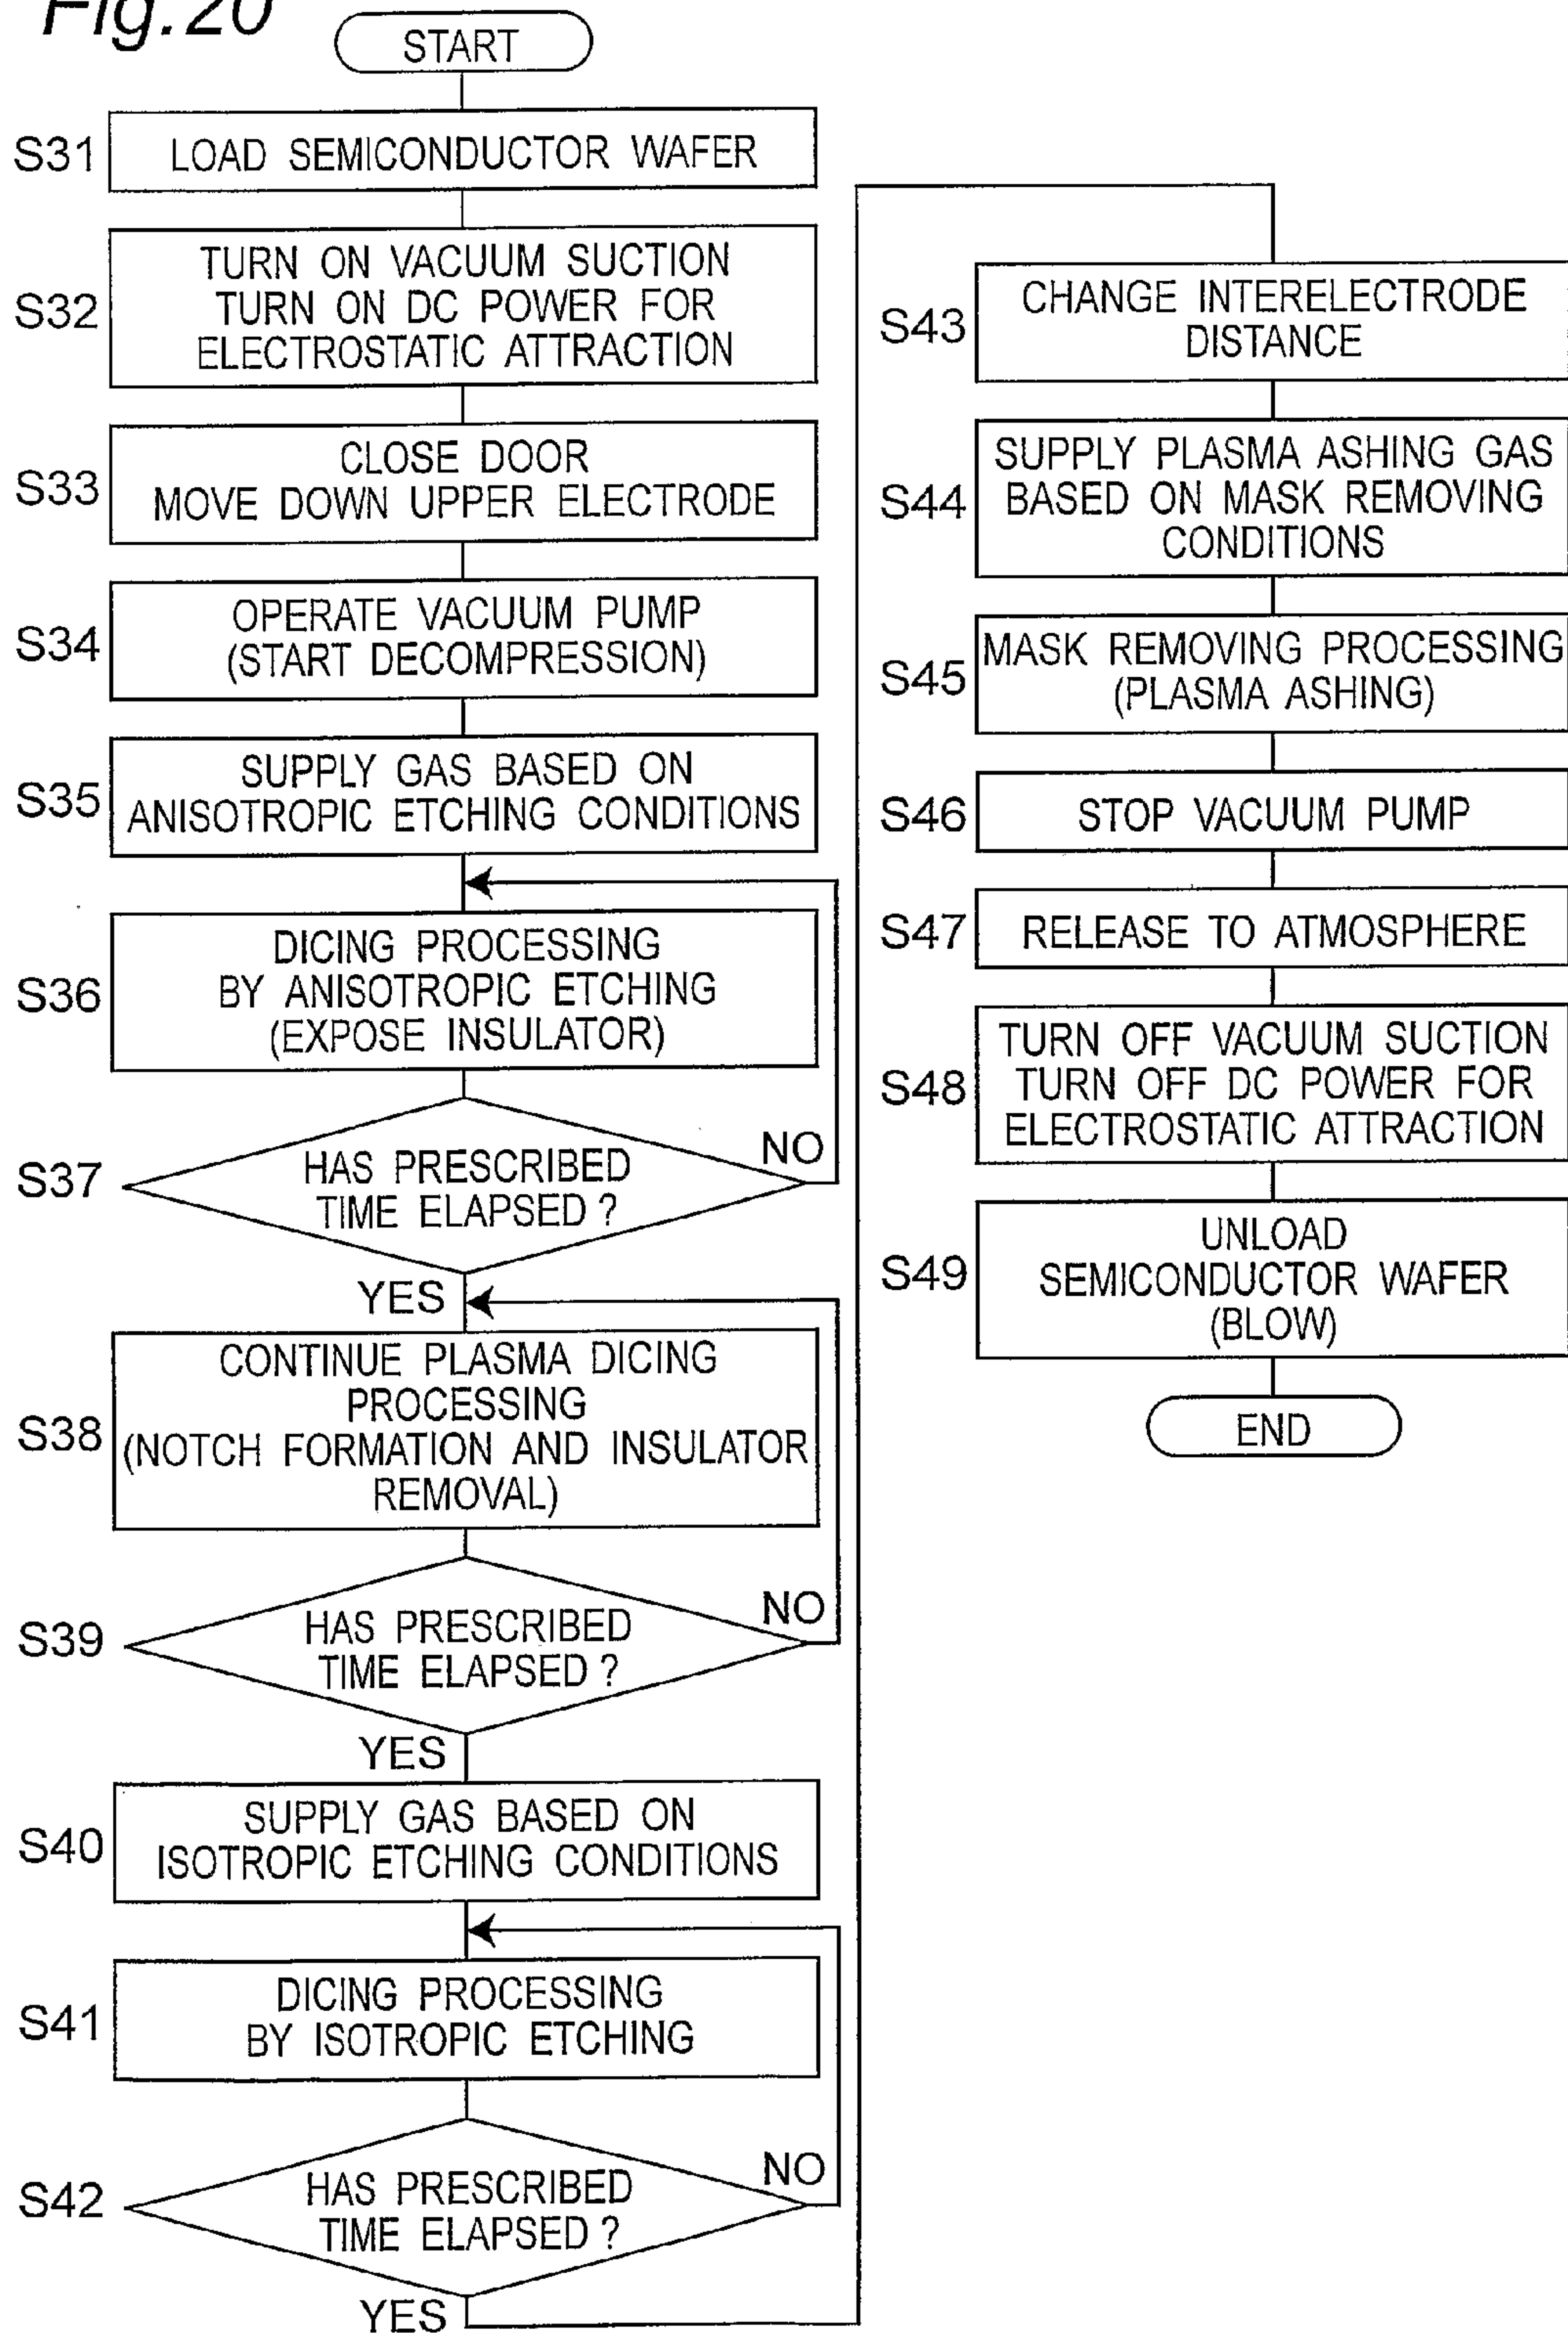 Fig. 20
START
S31
LOAD SEMICONDUCTOR WAFER
S32
TURN ON VACUUM SUCTION
TURN ON DC POWER FOR
ELECTROSTATIC ATTRACTION
S33
CLOSE DOOR
MOVE DOWN UPPER ELECTRODE
S34
OPERATE VACUUM PUMP
(START DECOMPRESSION)
S35
SUPPLY GAS BASED ON
ANISOTROPIC ETCHING CONDITIONS
S36
DICING PROCESSING
BY ANISOTROPIC ETCHING
(EXPOSE INSULATOR)
S37
HAS PRESCRIBED
TIME ELAPSED ?
NO
YES
S38
CONTINUE PLASMA DICING
PROCESSING
(NOTCH FORMATION AND INSULATOR
REMOVAL)
S39
HAS PRESCRIBED
TIME ELAPSED ?
NO
YES
S40
SUPPLY GAS BASED ON
ISOTROPIC ETCHING CONDITIONS
S41
DICING PROCESSING
BY ISOTROPIC ETCHING
S42
HAS PRESCRIBED
TIME ELAPSED ?
NO
YES
S43
CHANGE INTERELECTRODE
DISTANCE
S44
SUPPLY PLASMA ASHING GAS
BASED ON MASK REMOVING
CONDITIONS
S45
MASK REMOVING PROCESSING
(PLASMA ASHING)
S46
STOP VACUUM PUMP
S47
RELEASE TO ATMOSPHERE
S48
TURN OFF VACUUM SUCTION
TURN OFF DC POWER FOR
ELECTROSTATIC ATTRACTION
S49
UNLOAD
SEMICONDUCTOR WAFER
(BLOW)
END